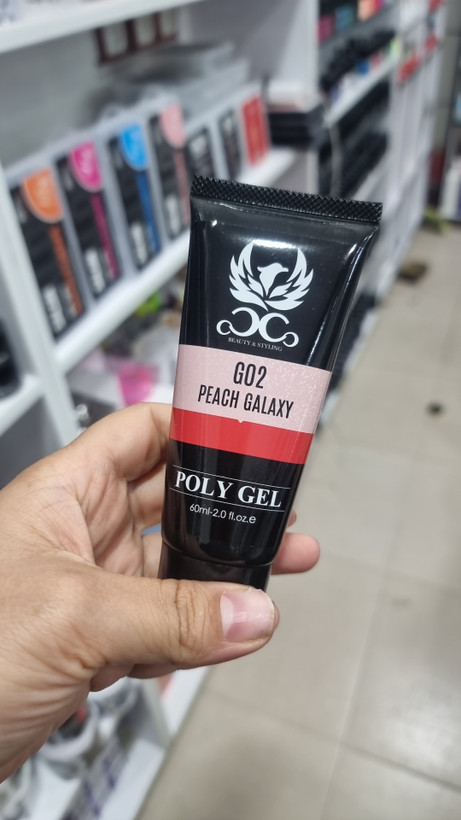 BEAUTY & STYLING
G02
PEACH GALAXY
POLY GEL
60ml-2.0 fl.oz.e